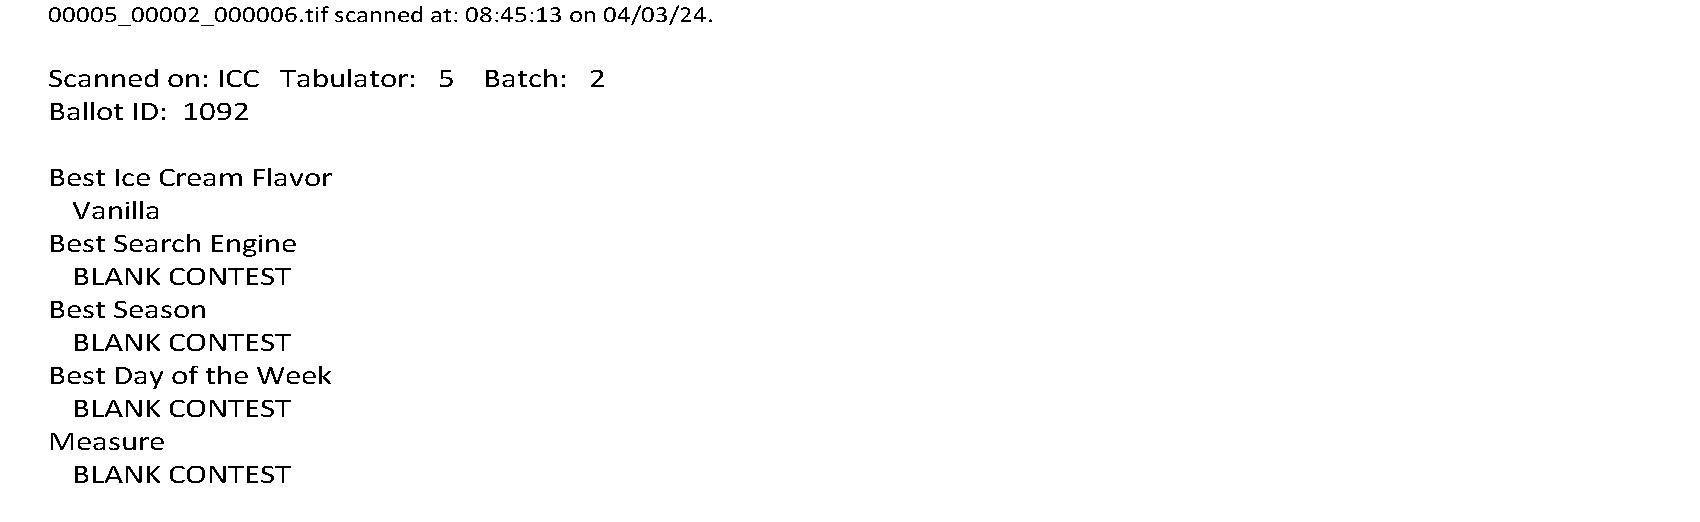 00005_00002_000006.tif scanned at: 08:45:13 on 04/03/24.
Scanned on: ICC Tabulator: 5 Batch: 2
Ballot ID: 1092
Best Ice Cream Flavor
Vanilla
Best Search Engine
BLANK CONTEST
Best Season
BLANK CONTEST
Best Day of the Week
BLANK CONTEST
Measure
BLANK CONTEST